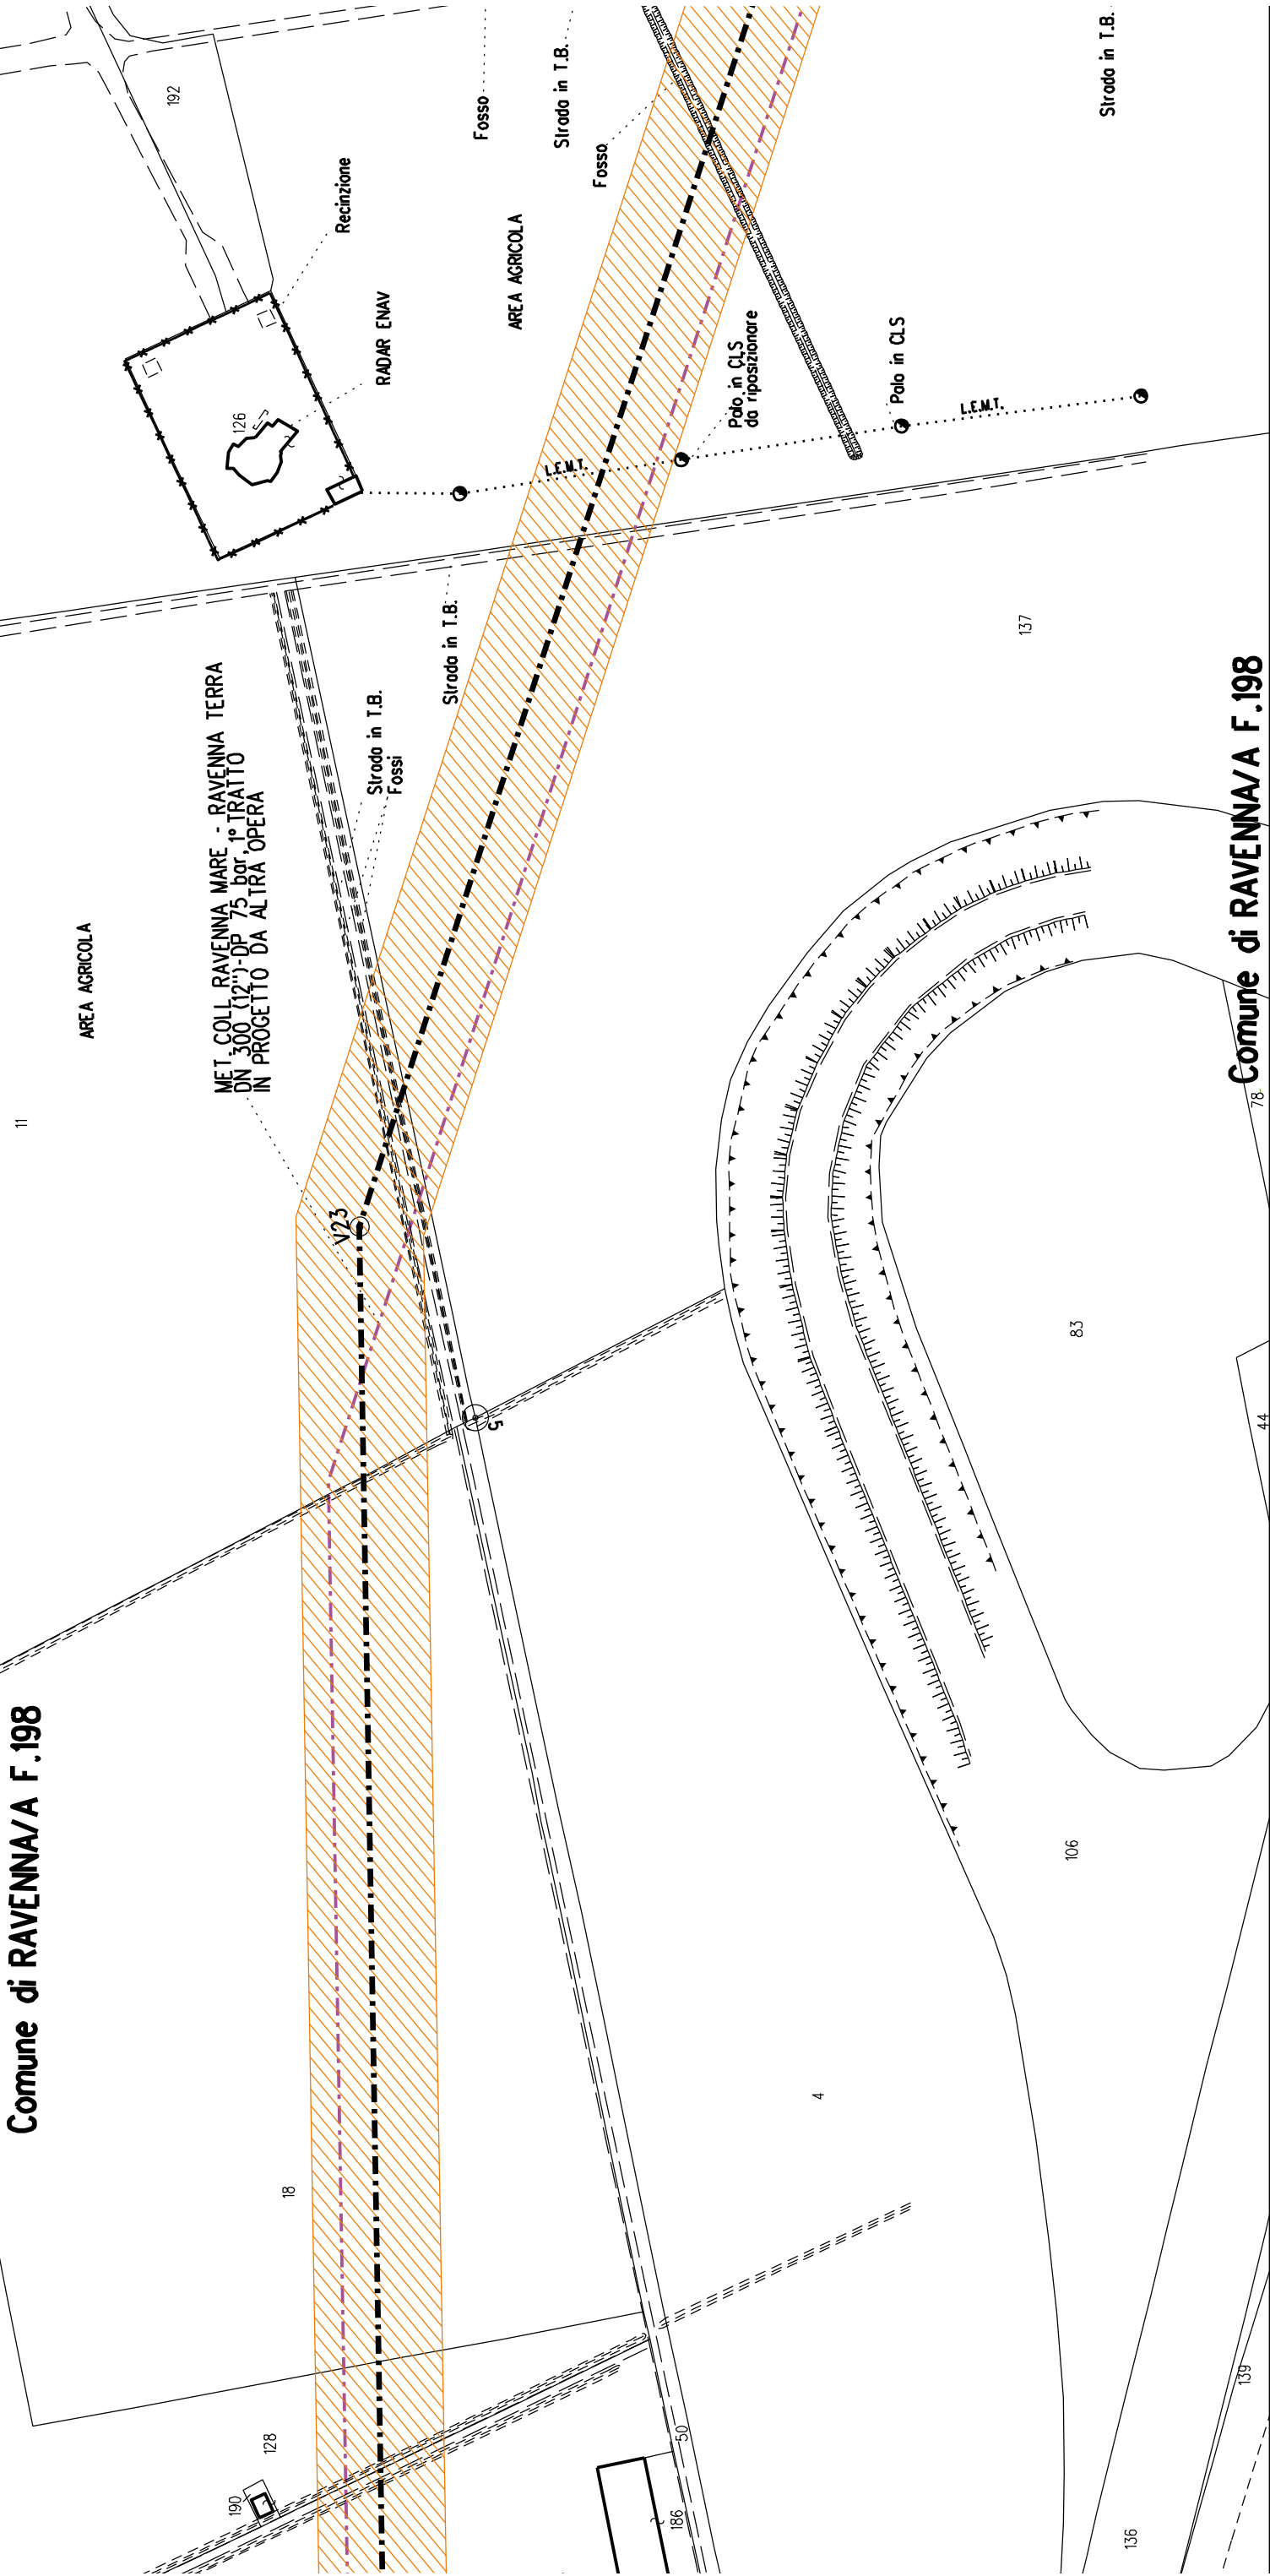 Comune di RAVENNA/A F.198
Comune di RAVENNA/A F.198
AREA AGRICOLA
11
MET. COLL. RAVENNA MARE - RAVENNA TERRA
DN 300 (12")-DP 75 bar, 1° TRATTO
IN PROGETTO DA ALTRA OPERA
Strada in T.B.
Fossi
Strada in T.B.
V23
5
192
Recinzione
RADAR ENAV
126
Fosso
Strada in T.B.
Fosso
AREA AGRICOLA
Palo in CLS
da riposizionare
Palo in CLS
L.E.M.T.
L.E.M.T.
Strada in T.B.
137
78
83
44
106
4
18
128
190
50
186
139
136